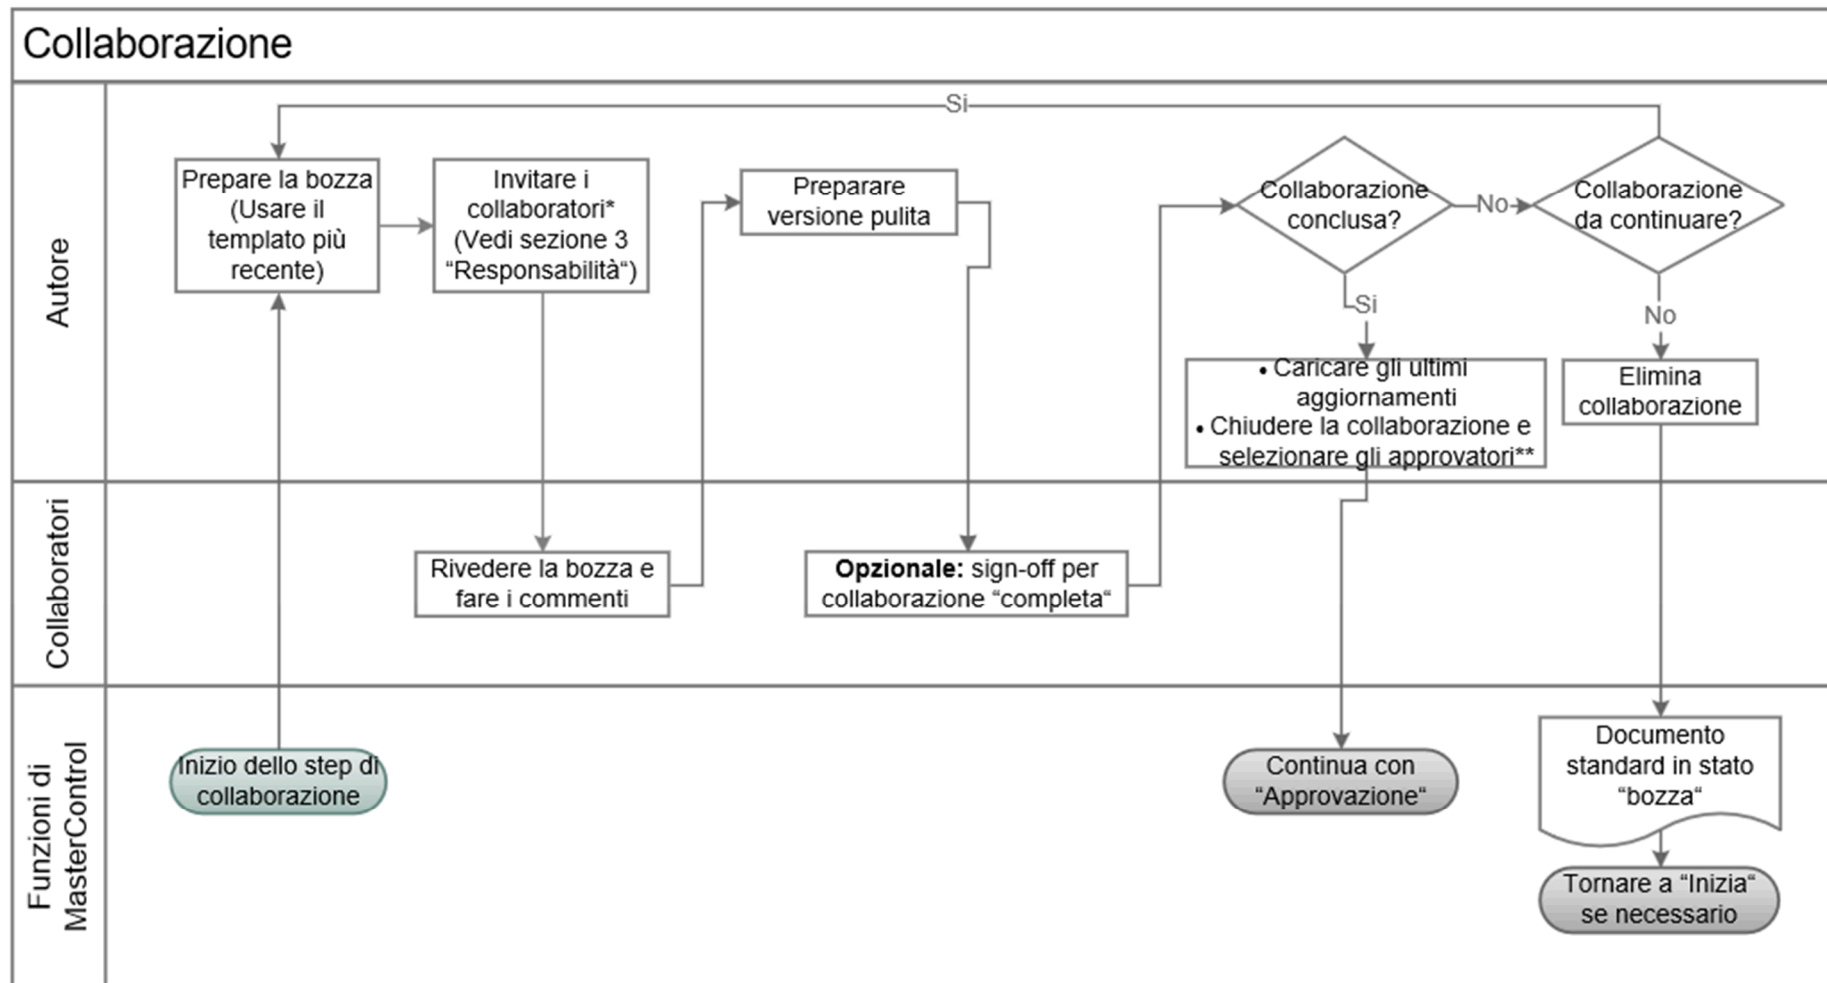 Collaborazione
Si
Autore
Prepare la bozza
(Usare il
templato più
recente)
Invitare i
collaboratori*
(Vedi sezione 3
“Responsabilità“)
Preparare
versione pulita
Collaborazione
conclusa?
No
Collaborazione
da continuare?
Si
No
• Caricare gli ultimi
aggiornamenti
• Chiudere la collaborazione e
selezionare gli approvatori**
Elimina
collaborazione
Collaboratori
Rivedere la bozza e
fare i commenti
Opzionale: sign-off per
collaborazione “completa“
Funzioni di
MasterControl
Inizio dello step di
collaborazione
Continua con
“Approvazione“
Documento
standard in stato
“bozza“
Tornare a “Inizia“
se necessario